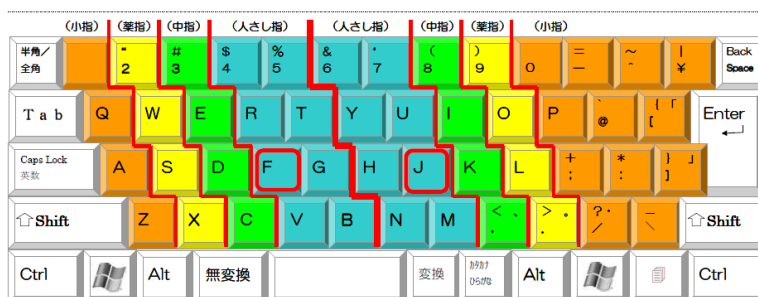 （小指） （薬指） （中指） （人さし指） （人さし指） （中指） （薬指） （小指）
半角／ " # $ % & ' ( ) = ~ | Back
全角 2 3 4 5 6 7 8 9 0 － ^ ¥ Space
Tab Q W E R T Y U I O P ` @ { 「 [ Enter
Caps Lock 英数 A S D F G H J K L + ; * : } 」 ]
⇧Shift Z X C V B N M < 、 . > 。 . ? ・ / _ \ ⇧Shift
Ctrl Alt 無変換 変換 カタカナ ひらがな Alt Ctrl